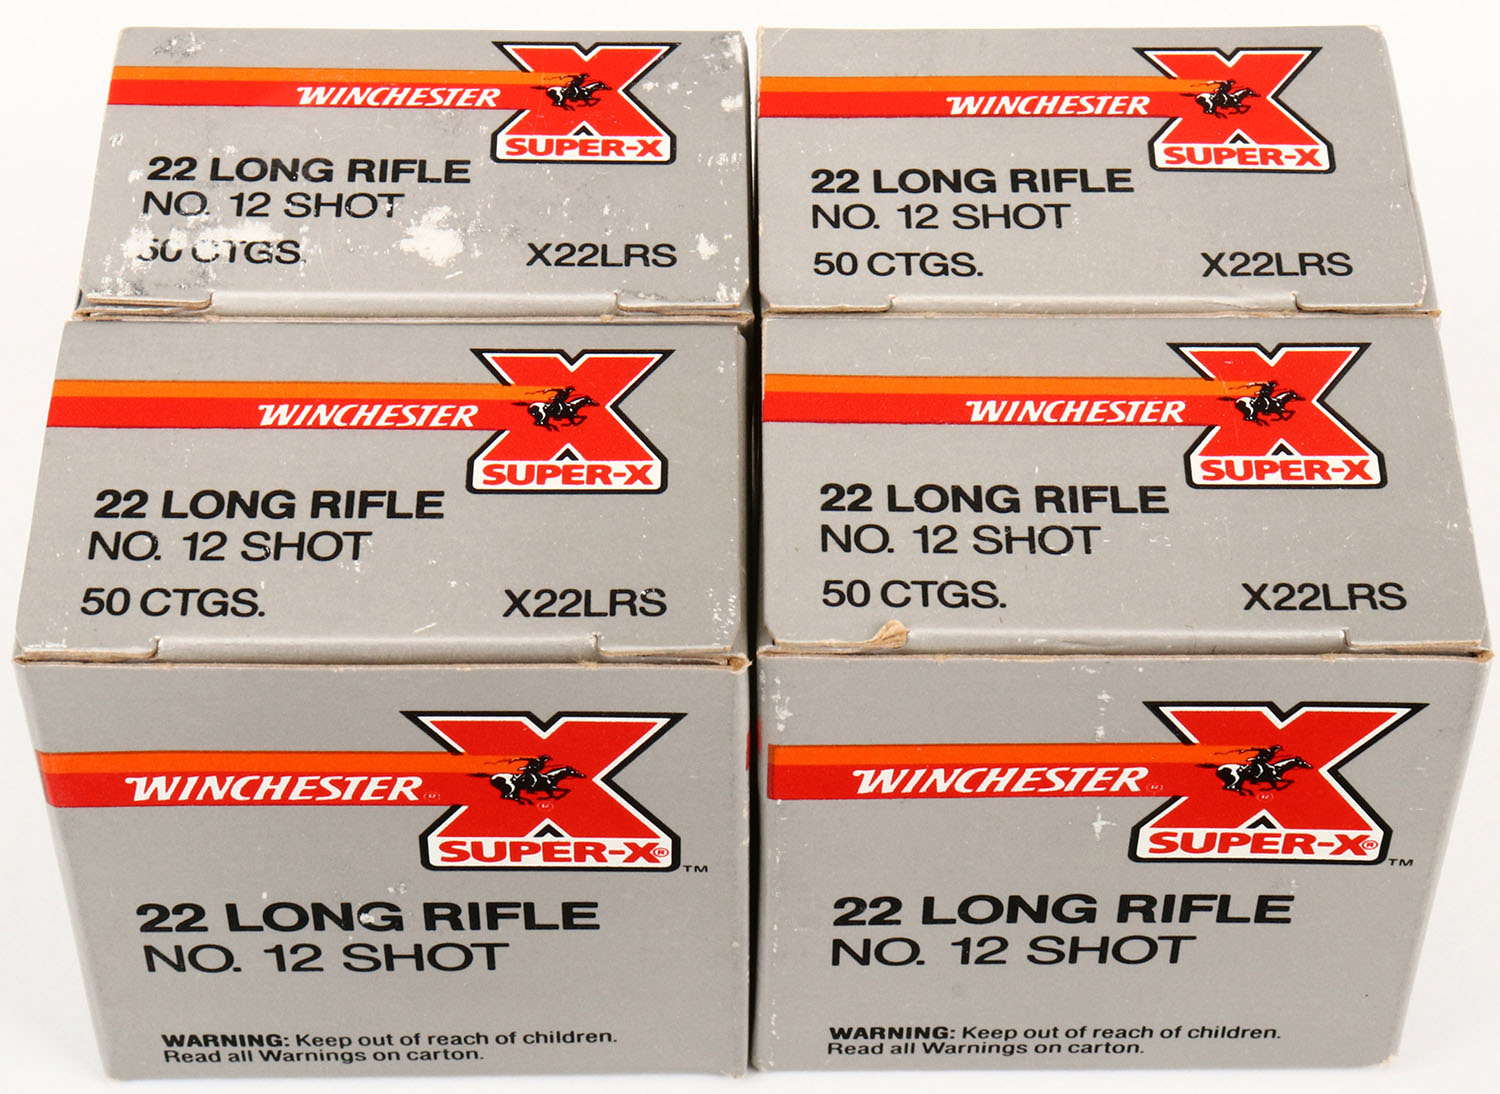 WINCHESTER
SUPER-X
22 LONG RIFLE
NO. 12 SHOT
50 CTGS. X22LRS
WINCHESTER
SUPER-X
22 LONG RIFLE
NO. 12 SHOT
50 CTGS. X22LRS
WINCHESTER
SUPER-X
22 LONG RIFLE
NO. 12 SHOT
50 CTGS. X22LRS
WINCHESTER
SUPER-X
22 LONG RIFLE
NO. 12 SHOT
50 CTGS. X22LRS
WINCHESTER®
SUPER-X® ™
22 LONG RIFLE
NO. 12 SHOT
WARNING: Keep out of reach of children.
Read all Warnings on carton.
WINCHESTER®
SUPER-X® ™
22 LONG RIFLE
NO. 12 SHOT
WARNING: Keep out of reach of children.
Read all Warnings on carton.